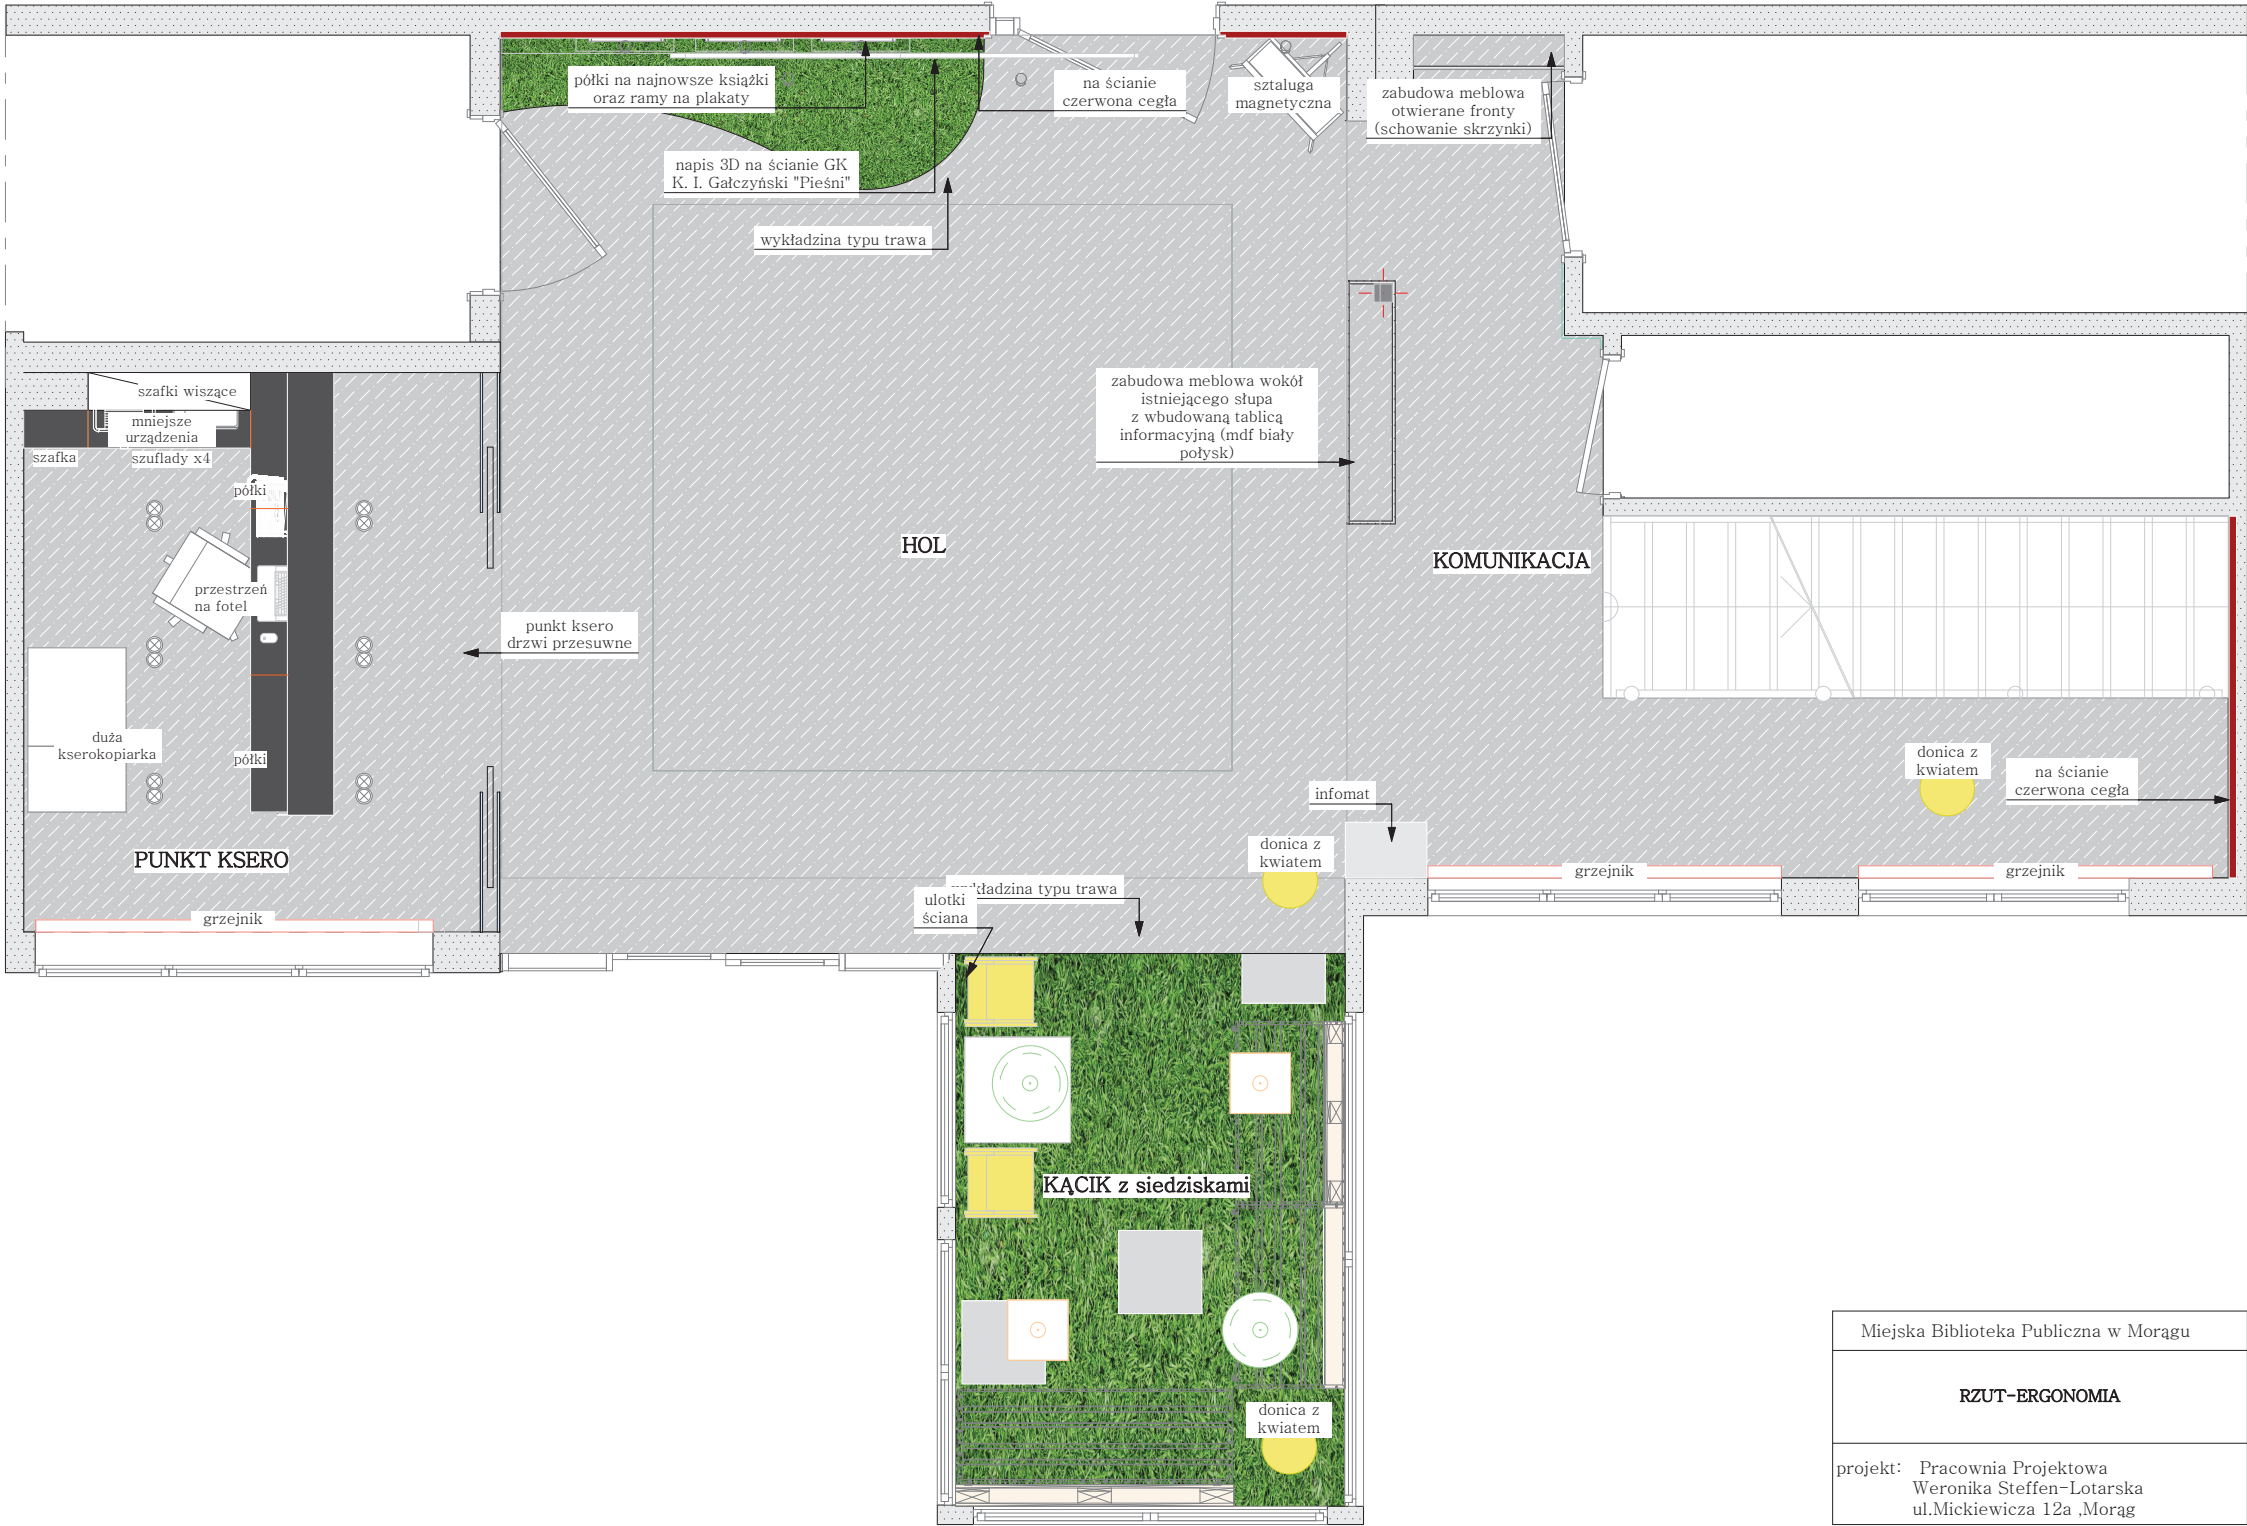 półki na najnowsze książki
oraz ramy na plakaty
na ścianie
czerwona cegła
sztaluga
magnetyczna
zabudowa meblowa
otwierane fronty
(schowanie skrzynki)
napis 3D na ścianie GK
K. I. Gałczyński "Pieśni"
wykładzina typu trawa
szafki wiszące
mniejsze
urządzenia
szafka
szuflady x4
półki
przestrzeń
na fotel
punkt ksero
drzwi przesuwne
duża
kserokopiarka
półki
PUNKT KSERO
grzejnik
HOL
zabudowa meblowa wokół
istniejącego słupa
z wbudowaną tablicą
informacyjną (mdf biały
połysk)
KOMUNIKACJA
infomat
donica z
kwiatem
donica z
kwiatem
na ścianie
czerwona cegła
grzejnik
grzejnik
wykładzina typu trawa
ulotki
ściana
KĄCIK z siedziskami
donica z
kwiatem
Miejska Biblioteka Publiczna w Morągu
RZUT-ERGONOMIA
projekt: Pracownia Projektowa
Weronika Steffen-Lotarska
ul.Mickiewicza 12a ,Morąg